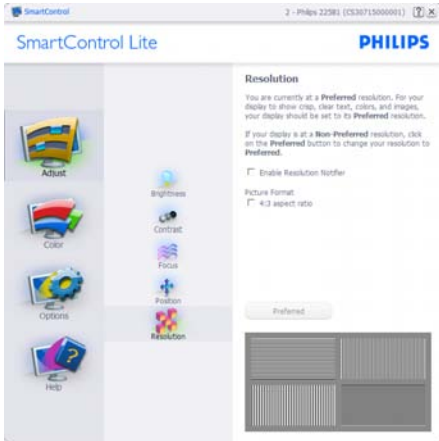 SmartControl
2 - Philips 225B1 (CS30715000001)
SmartControl Lite
PHILIPS
Adjust
Color
Options
Help
Brightness
Contrast
Focus
Position
Resolution
Resolution
You are currently at a Preferred resolution. For your
display to show crisp, clear text, colors, and images,
your display should be set to its Preferred resolution.
If your display is at a Non-Preferred resolution, click
on the Preferred button to change your resolution to
Preferred.
Enable Resolution Notifier
Picture Format
4:3 aspect ratio
Preferred